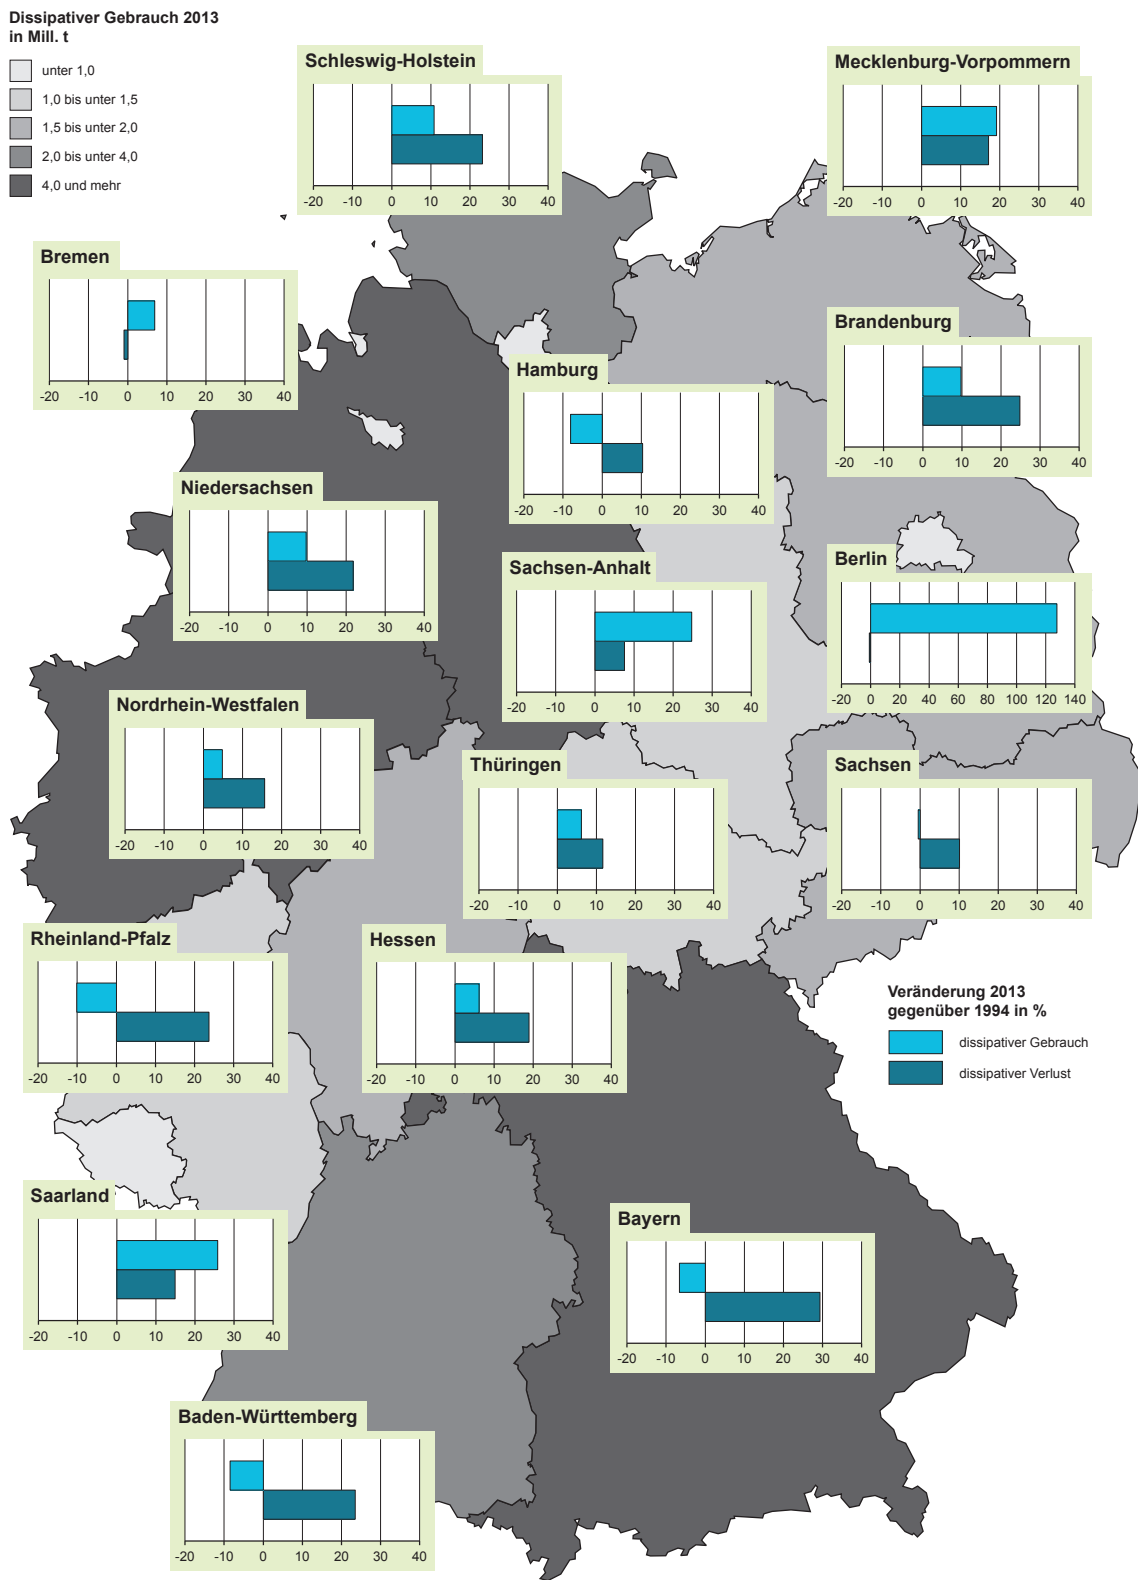 Dissipativer Gebrauch 2013
in Mill. t
unter 1,0
1,0 bis unter 1,5
1,5 bis unter 2,0
2,0 bis unter 4,0
4,0 und mehr
Schleswig-Holstein
-20 -10 0 10 20 30 40
Mecklenburg-Vorpommern
-20 -10 0 10 20 30 40
Bremen
-20 -10 0 10 20 30 40
Brandenburg
-20 -10 0 10 20 30 40
Hamburg
-20 -10 0 10 20 30 40
Niedersachsen
-20 -10 0 10 20 30 40
Sachsen-Anhalt
-20 -10 0 10 20 30 40
Berlin
-20 0 20 40 60 80 100 120 140
Nordrhein-Westfalen
-20 -10 0 10 20 30 40
Thüringen
-20 -10 0 10 20 30 40
Sachsen
-20 -10 0 10 20 30 40
Rheinland-Pfalz
-20 -10 0 10 20 30 40
Hessen
-20 -10 0 10 20 30 40
Veränderung 2013
gegenüber 1994 in %
dissipativer Gebrauch
dissipativer Verlust
Saarland
-20 -10 0 10 20 30 40
Bayern
-20 -10 0 10 20 30 40
Baden-Württemberg
-20 -10 0 10 20 30 40